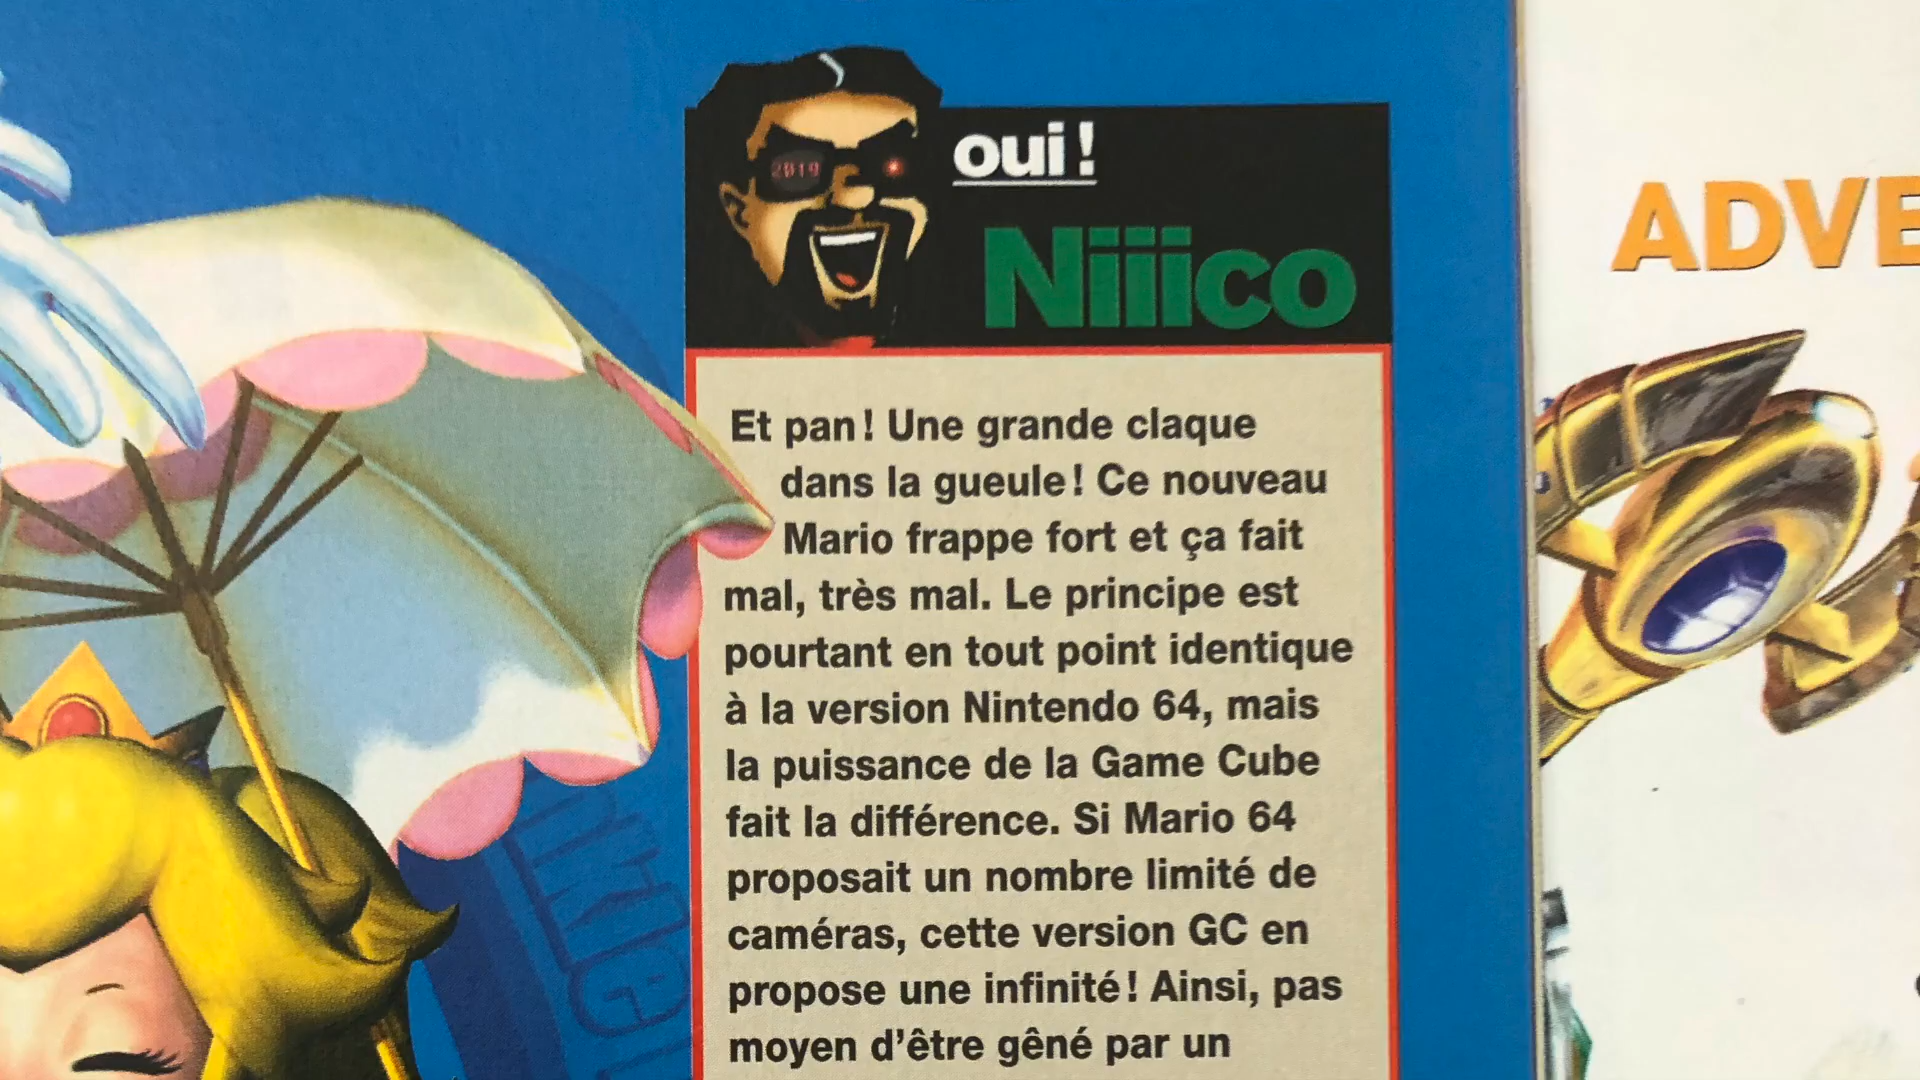 oui !
Niiico
2019
ADVE
Et pan ! Une grande claque
dans la gueule ! Ce nouveau
Mario frappe fort et ça fait
mal, très mal. Le principe est
pourtant en tout point identique
à la version Nintendo 64, mais
la puissance de la Game Cube
fait la différence. Si Mario 64
proposait un nombre limité de
caméras, cette version GC en
propose une infinité ! Ainsi, pas
moyen d'être gêné par un